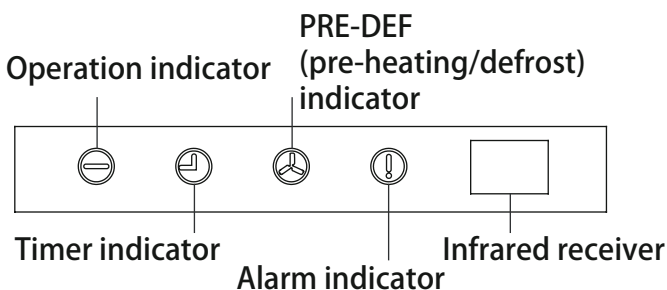 PRE-DEF
Operation indicator
(pre-heating/defrost)
indicator
Timer indicator
Infrared receiver
Alarm indicator